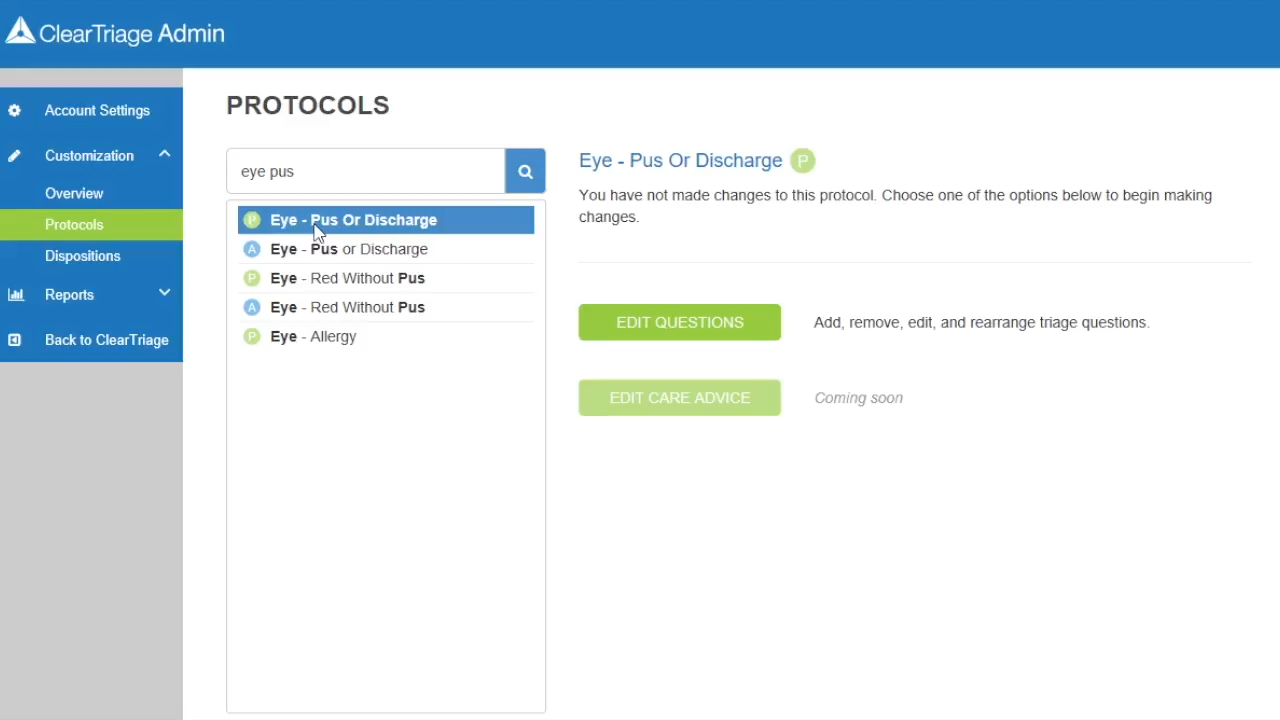 ClearTriage Admin
Account Settings
Customization
Overview
Protocols
Dispositions
Reports
Back to ClearTriage
PROTOCOLS
eye pus
P Eye - Pus Or Discharge
A Eye - Pus or Discharge
P Eye - Red Without Pus
A Eye - Red Without Pus
P Eye - Allergy
Eye - Pus Or Discharge P
You have not made changes to this protocol. Choose one of the options below to begin making
changes.
EDIT QUESTIONS Add, remove, edit, and rearrange triage questions.
EDIT CARE ADVICE Coming soon